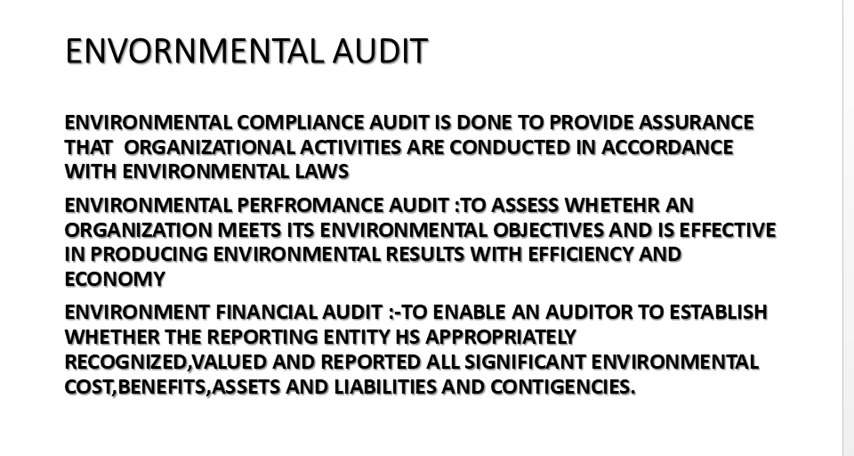 ENVORNMENTAL AUDIT
ENVIRONMENTAL COMPLIANCE AUDIT IS DONE TO PROVIDE ASSURANCE
THAT ORGANIZATIONAL ACTIVITIES ARE CONDUCTED IN ACCORDANCE
WITH ENVIRONMENTAL LAWS
ENVIRONMENTAL PERFROMANCE AUDIT :TO ASSESS WHETEHR AN
ORGANIZATION MEETS ITS ENVIRONMENTAL OBJECTIVES AND IS EFFECTIVE
IN PRODUCING ENVIRONMENTAL RESULTS WITH EFFICIENCY AND
ECONOMY
ENVIRONMENT FINANCIAL AUDIT :-TO ENABLE AN AUDITOR TO ESTABLISH
WHETHER THE REPORTING ENTITY HS APPROPRIATELY
RECOGNIZED,VALUED AND REPORTED ALL SIGNIFICANT ENVIRONMENTAL
COST,BENEFITS,ASSETS AND LIABILITIES AND CONTIGENCIES.